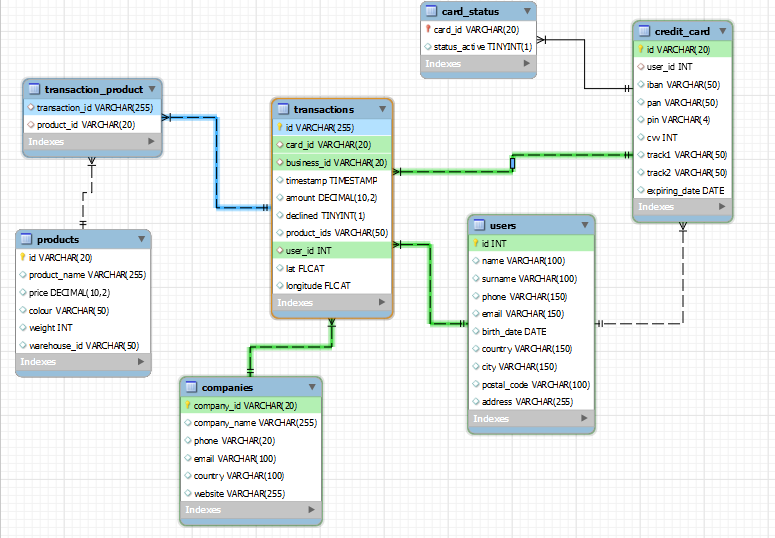 card_status
card_id VARCHAR(20)
status_active TINYINT(1)
Indexes
credit_card
id VARCHAR(20)
user_id INT
iban VARCHAR(50)
pan VARCHAR(50)
pin VARCHAR(4)
cvv INT
track1 VARCHAR(50)
track2 VARCHAR(50)
expiring_date DATE
Indexes
transaction_product
transaction_id VARCHAR(255)
product_id VARCHAR(20)
Indexes
transactions
id VARCHAR(255)
card_id VARCHAR(20)
business_id VARCHAR(20)
timestamp TIMESTAMP
amount DECIMAL(10,2)
declined TINYINT(1)
product_ids VARCHAR(50)
user_id INT
lat FLOAT
longitude FLOAT
Indexes
products
id VARCHAR(20)
product_name VARCHAR(255)
price DECIMAL(10,2)
colour VARCHAR(50)
weight INT
warehouse_id VARCHAR(50)
Indexes
users
id INT
name VARCHAR(100)
surname VARCHAR(100)
phone VARCHAR(150)
email VARCHAR(150)
birth_date DATE
country VARCHAR(150)
city VARCHAR(150)
postal_code VARCHAR(100)
address VARCHAR(255)
Indexes
companies
company_id VARCHAR(20)
company_name VARCHAR(255)
phone VARCHAR(20)
email VARCHAR(100)
country VARCHAR(100)
website VARCHAR(255)
Indexes